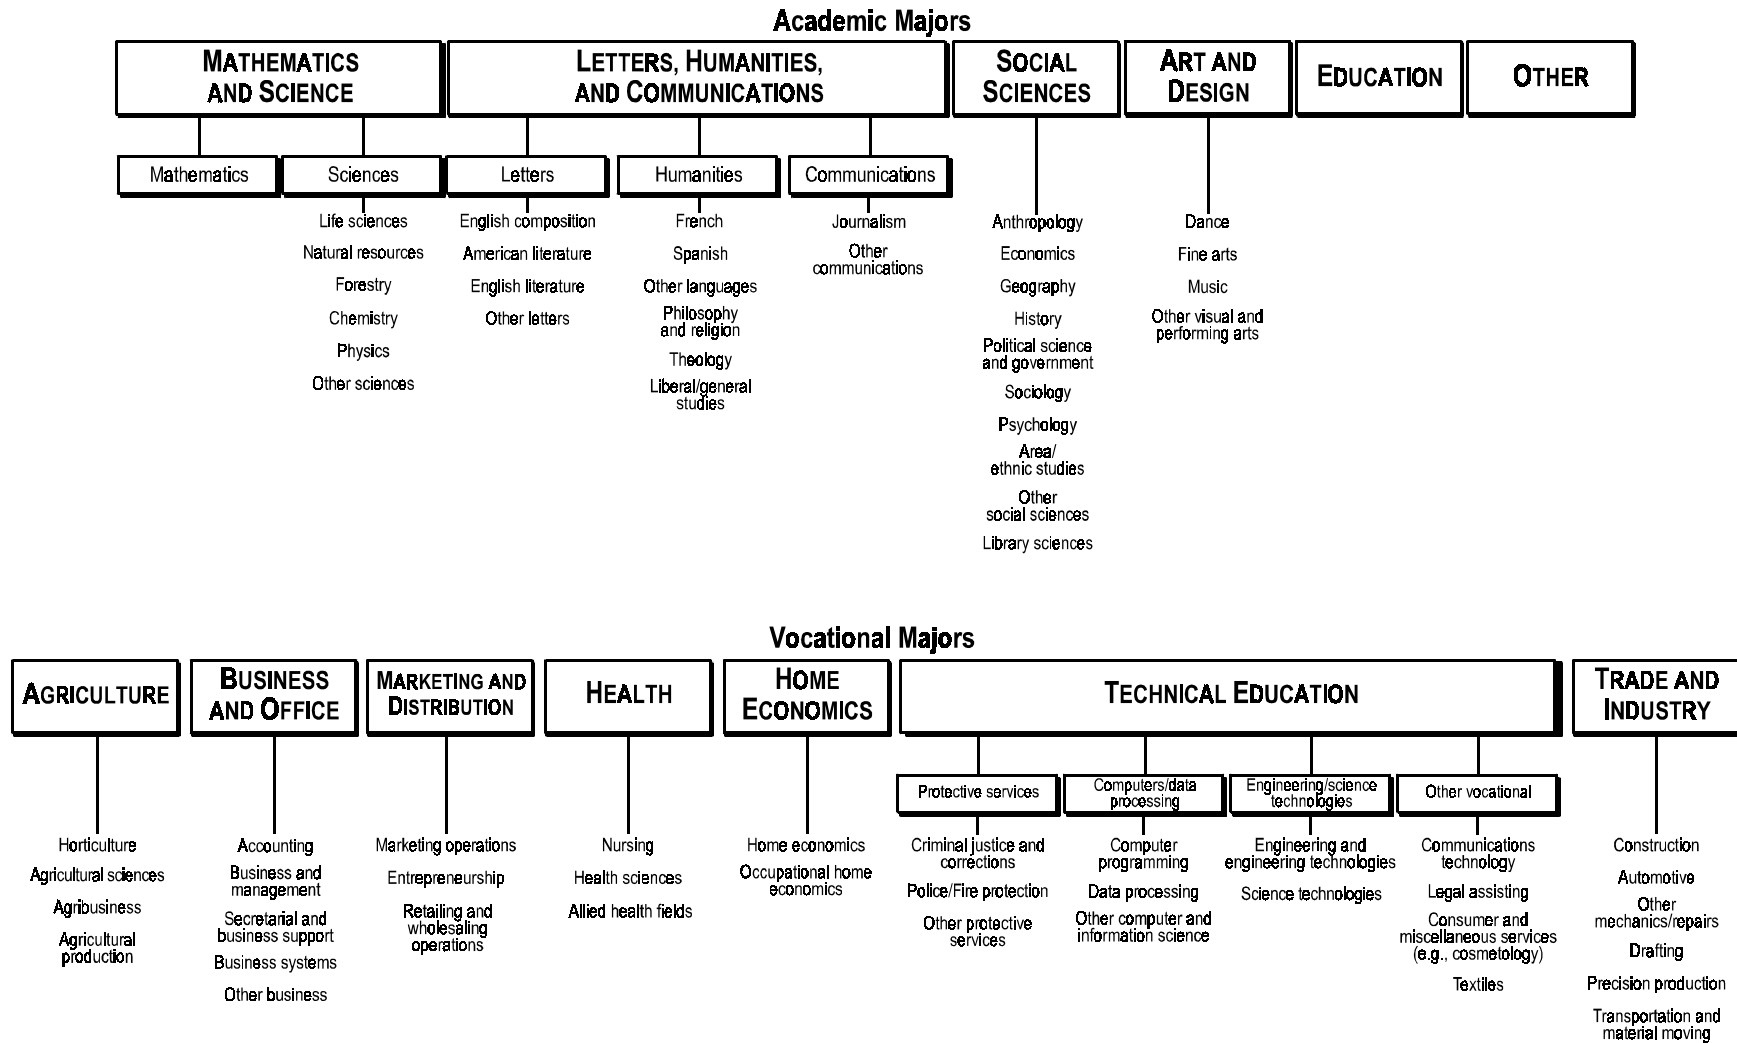 Academic Majors
MATHEMATICS
AND SCIENCE
LETTERS, HUMANITIES,
AND COMMUNICATIONS
SOCIAL
SCIENCES
ART AND
DESIGN
EDUCATION
OTHER
Mathematics
Sciences
Letters
Humanities
Communications
Life sciences
Natural resources
Forestry
Chemistry
Physics
Other sciences
English composition
American literature
English literature
Other letters
French
Spanish
Other languages
Philosophy
and religion
Theology
Liberal/general
studies
Journalism
Other
communications
Anthropology
Economics
Geography
History
Political science
and government
Sociology
Psychology
Area/
ethnic studies
Other
social sciences
Library sciences
Dance
Fine arts
Music
Other visual and
performing arts
Vocational Majors
AGRICULTURE
BUSINESS
AND OFFICE
MARKETING AND
DISTRIBUTION
HEALTH
HOME
ECONOMICS
TECHNICAL EDUCATION
TRADE AND
INDUSTRY
Protective services
Computers/data
processing
Engineering/science
technologies
Other vocational
Horticulture
Agricultural sciences
Agribusiness
Agricultural
production
Accounting
Business and
management
Secretarial and
business support
Business systems
Other business
Marketing operations
Entrepreneurship
Retailing and
wholesaling
operations
Nursing
Health sciences
Allied health fields
Home economics
Occupational home
economics
Criminal justice and
corrections
Police/Fire protection
Other protective
services
Computer
programming
Data processing
Other computer and
information science
Engineering and
engineering technologies
Science technologies
Communications
technology
Legal assisting
Consumer and
miscellaneous services
(e.g., cosmetology)
Textiles
Construction
Automotive
Other
mechanics/repairs
Drafting
Precision production
Transportation and
material moving